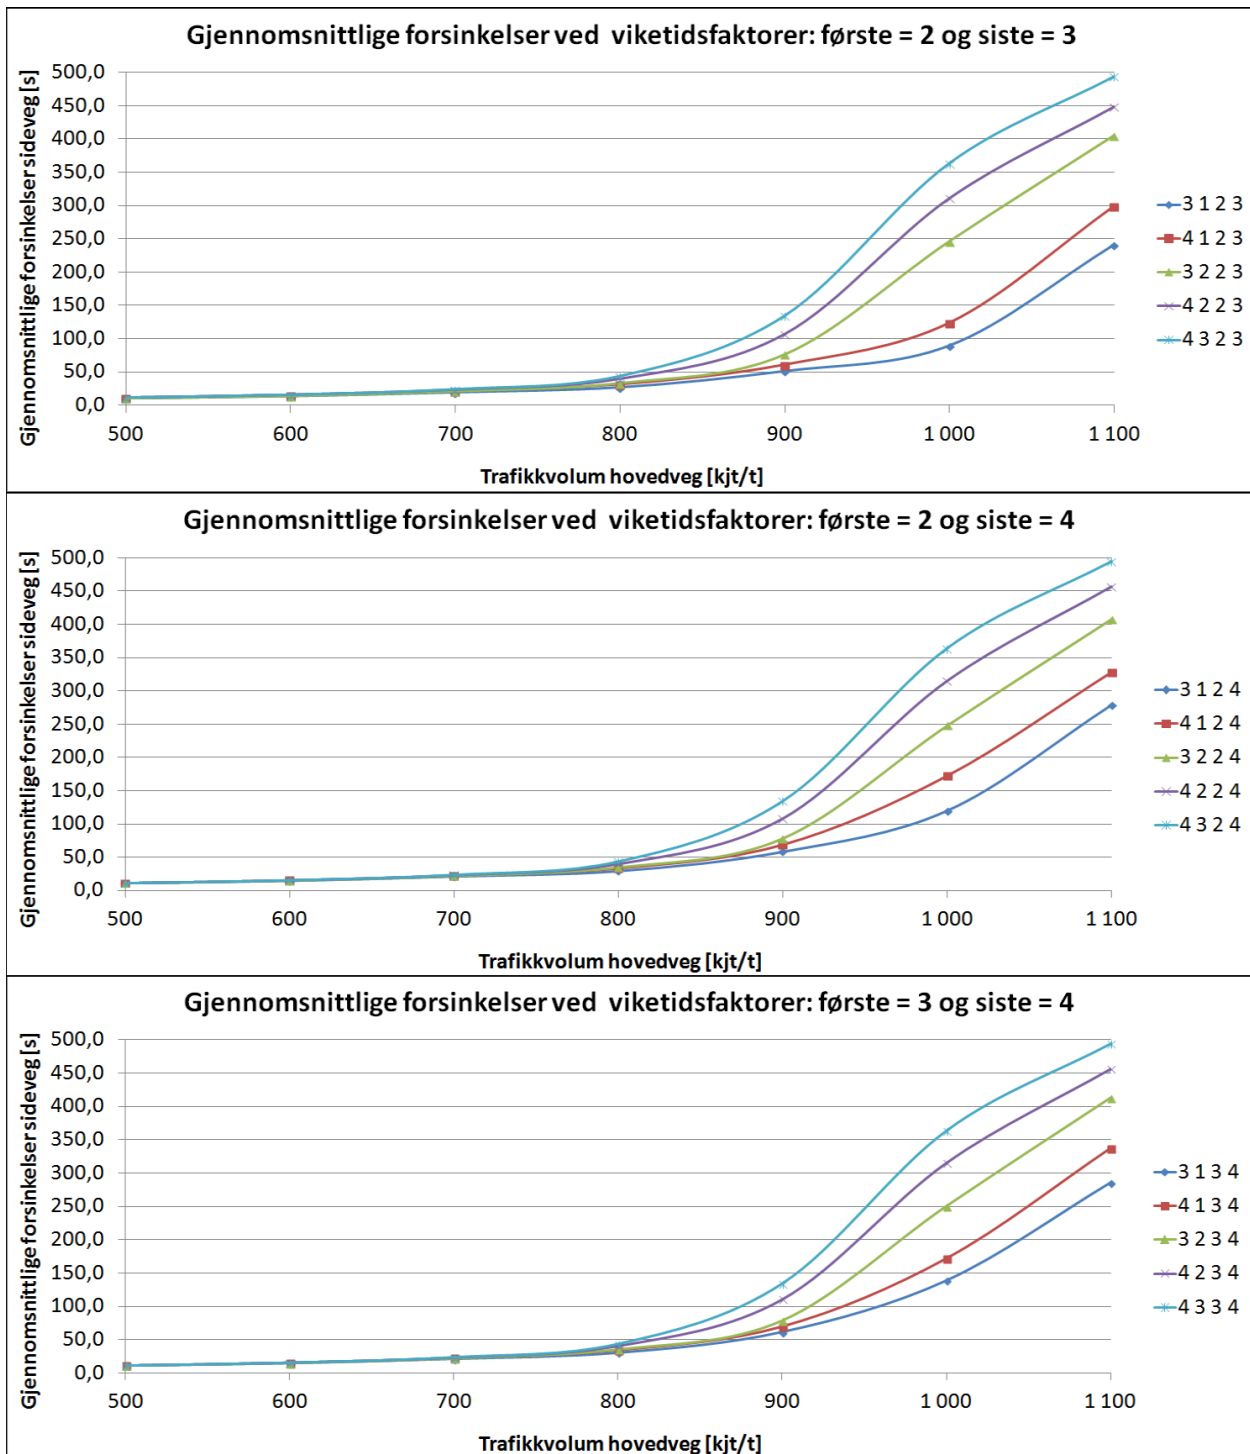 Gjennomsnittlige forsinkelser ved viketidsfaktorer: første = 2 og siste = 3
Gjennomsnittlige forsinkelser sideveg [s]
500,0
450,0
400,0
350,0
300,0
250,0
200,0
150,0
100,0
50,0
0,0
500 600 700 800 900 1 000 1 100
Trafikkvolum hovedveg [kjt/t]
3 1 2 3
4 1 2 3
3 2 2 3
4 2 2 3
4 3 2 3
Gjennomsnittlige forsinkelser ved viketidsfaktorer: første = 2 og siste = 4
Gjennomsnittlige forsinkelser sideveg [s]
500,0
450,0
400,0
350,0
300,0
250,0
200,0
150,0
100,0
50,0
0,0
500 600 700 800 900 1 000 1 100
Trafikkvolum hovedveg [kjt/t]
3 1 2 4
4 1 2 4
3 2 2 4
4 2 2 4
4 3 2 4
Gjennomsnittlige forsinkelser ved viketidsfaktorer: første = 3 og siste = 4
Gjennomsnittlige forsinkelser sideveg [s]
500,0
450,0
400,0
350,0
300,0
250,0
200,0
150,0
100,0
50,0
0,0
500 600 700 800 900 1 000 1 100
Trafikkvolum hovedveg [kjt/t]
3 1 3 4
4 1 3 4
3 2 3 4
4 2 3 4
4 3 3 4